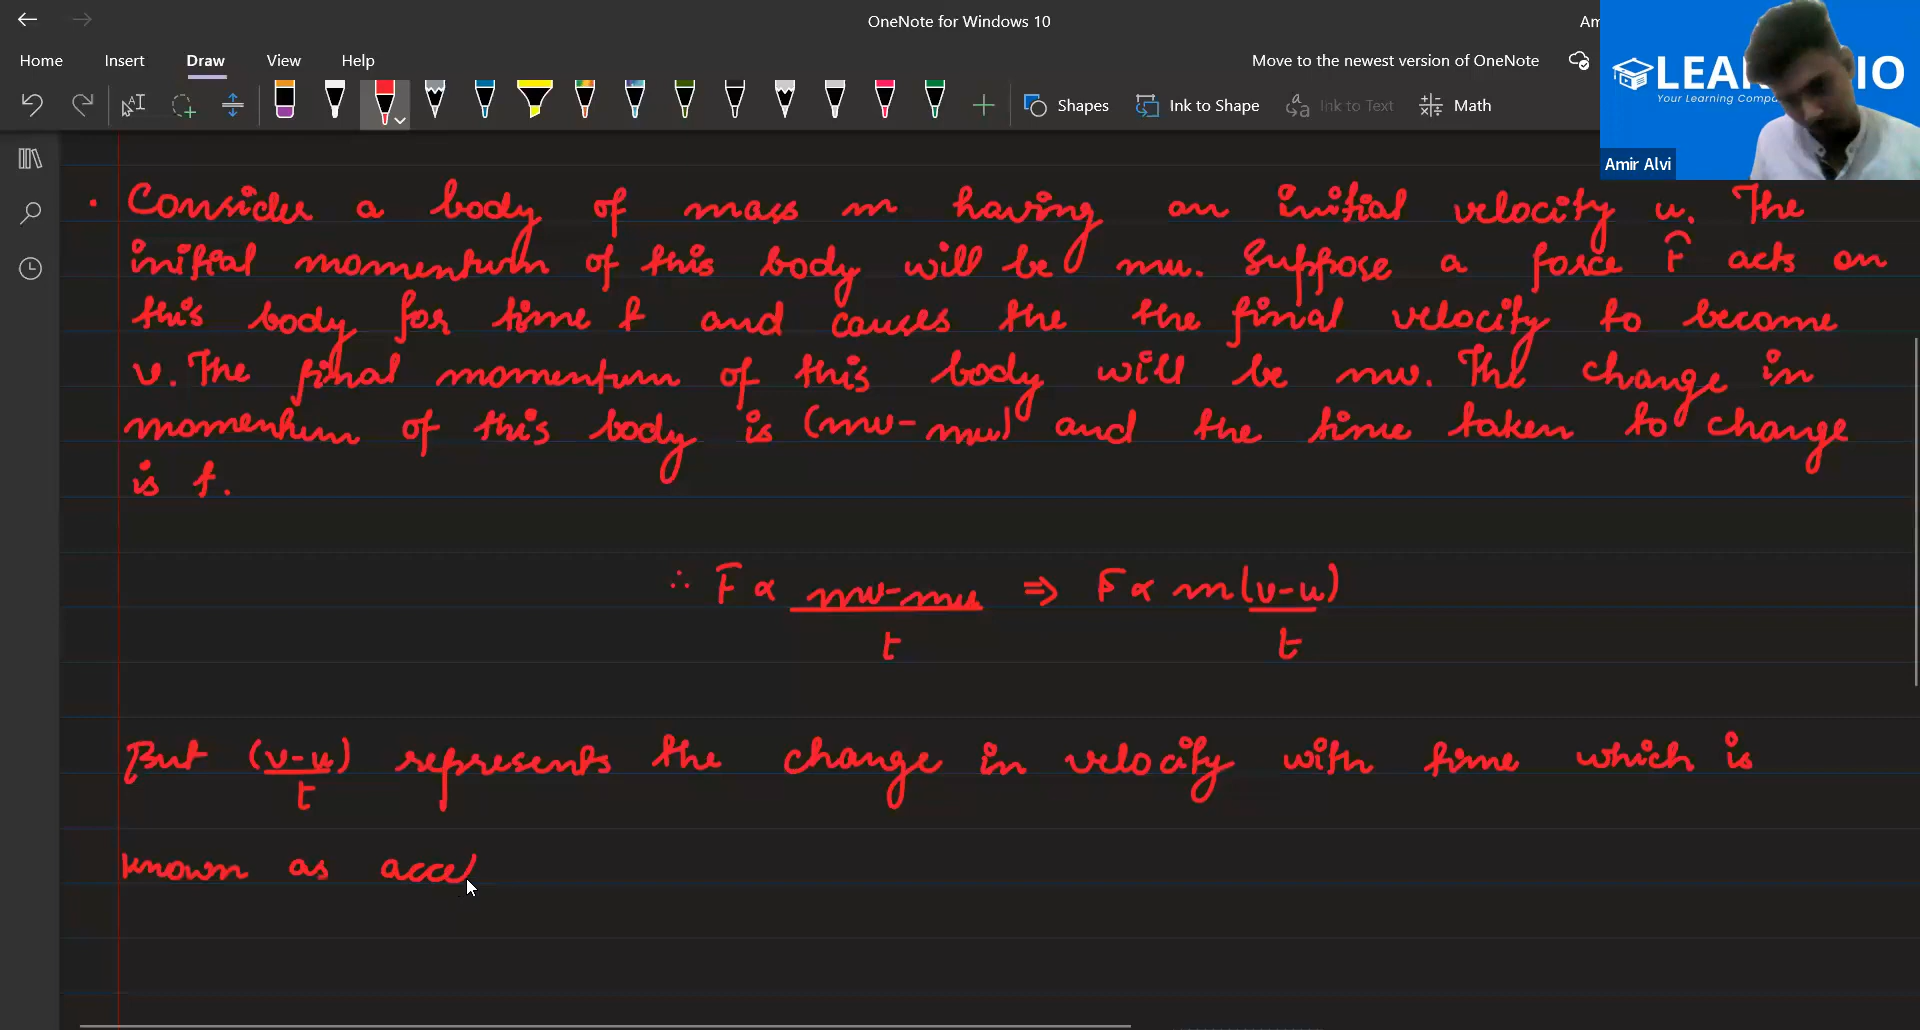 OneNote for Windows 10
Home Insert Draw View Help
Move to the newest version of OneNote
Shapes Ink to Shape Ink to Text Math
Your Learning Compa
Amir Alvi
. Consider a body of mass m having an initial velocity u. The
initial momentum of this body will be mu. Suppose a force F acts on
this body for time t and causes the the final velocity to become
v. The final momentum of this body will be mv. The change in
momentum of this body is (mv-mu) and the time taken to change
is t.
∴ F ∝ mv-mu ⇒ F ∝ m(v-u)
t t
But (v-u) represents the change in velocity with time which is
t
known as accel